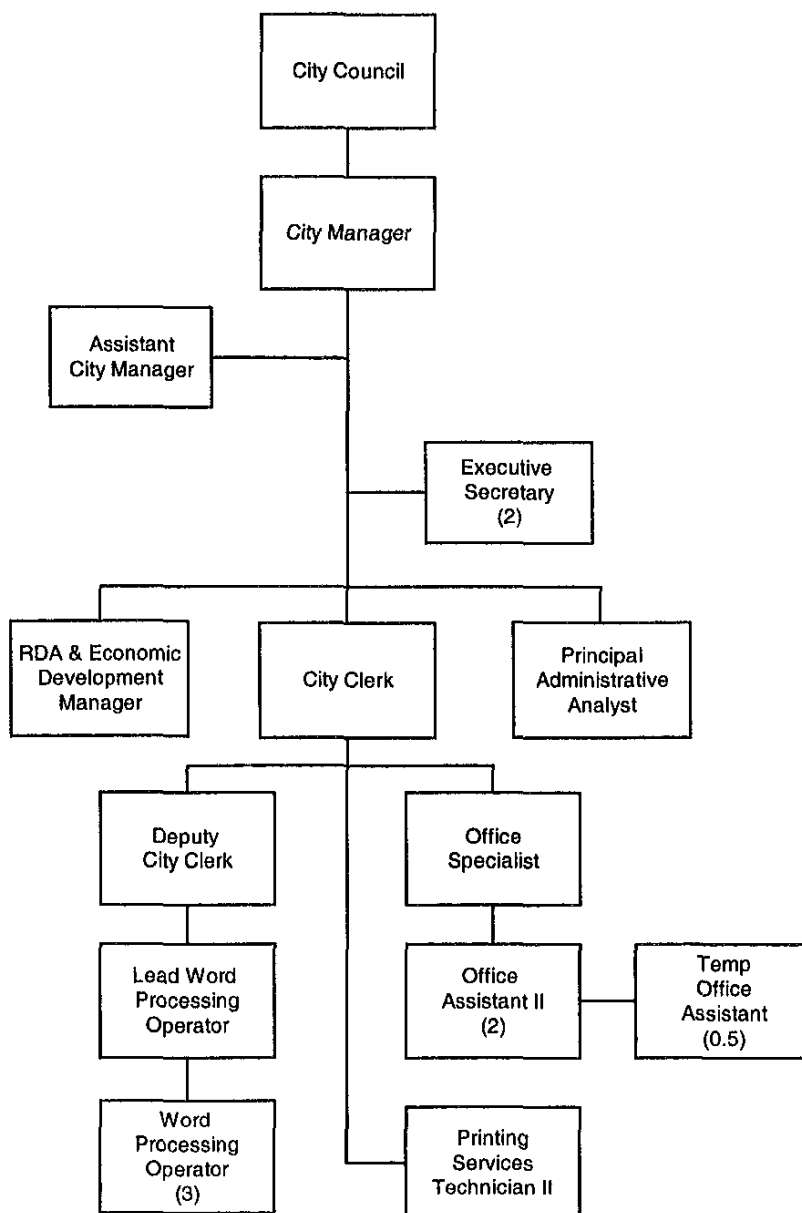 City Council
City Manager
Assistant
City Manager
Executive
Secretary
(2)
RDA & Economic
Development
Manager
City Clerk
Principal
Administrative
Analyst
Deputy
City Clerk
Office
Specialist
Lead Word
Processing
Operator
Office
Assistant II
(2)
Temp
Office
Assistant
(0.5)
Word
Processing
Operator
(3)
Printing
Services
Technician II